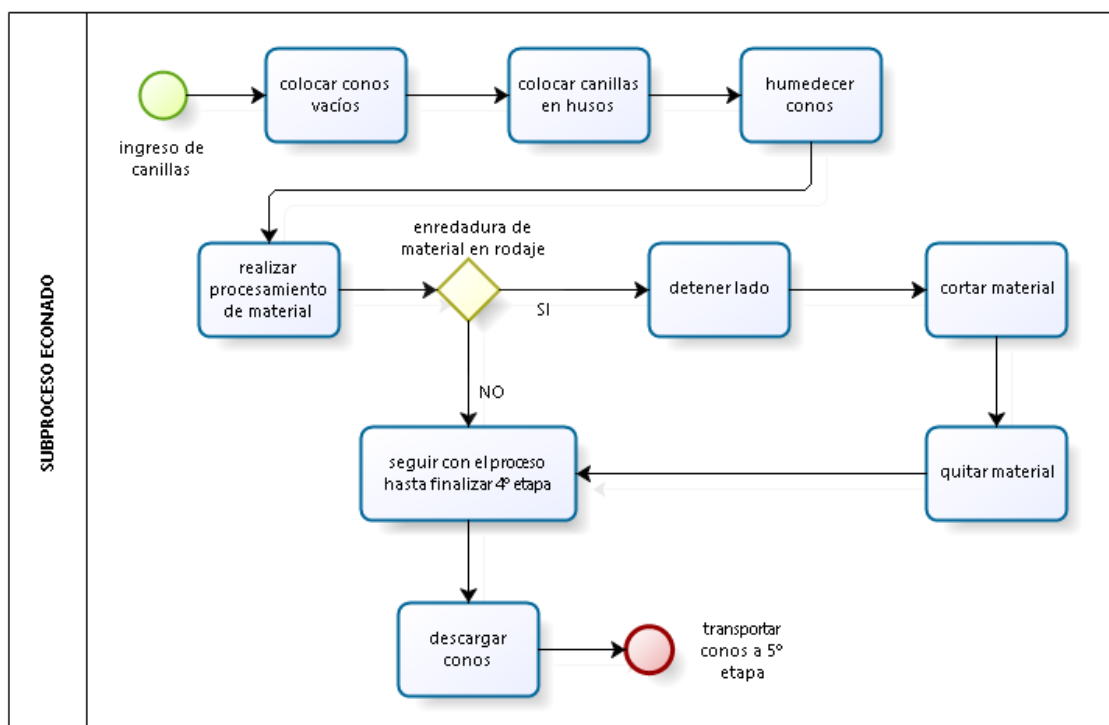 SUBPROCESO ECONADO
ingreso de
canillas
colocar conos
vacíos
colocar canillas
en husos
humedecer
conos
realizar
procesamiento
de material
enredadura de
material en rodaje
SI
NO
detener lado
cortar material
quitar material
seguir con el proceso
hasta finalizar 4º etapa
descargar
conos
transportar
conos a 5º
etapa